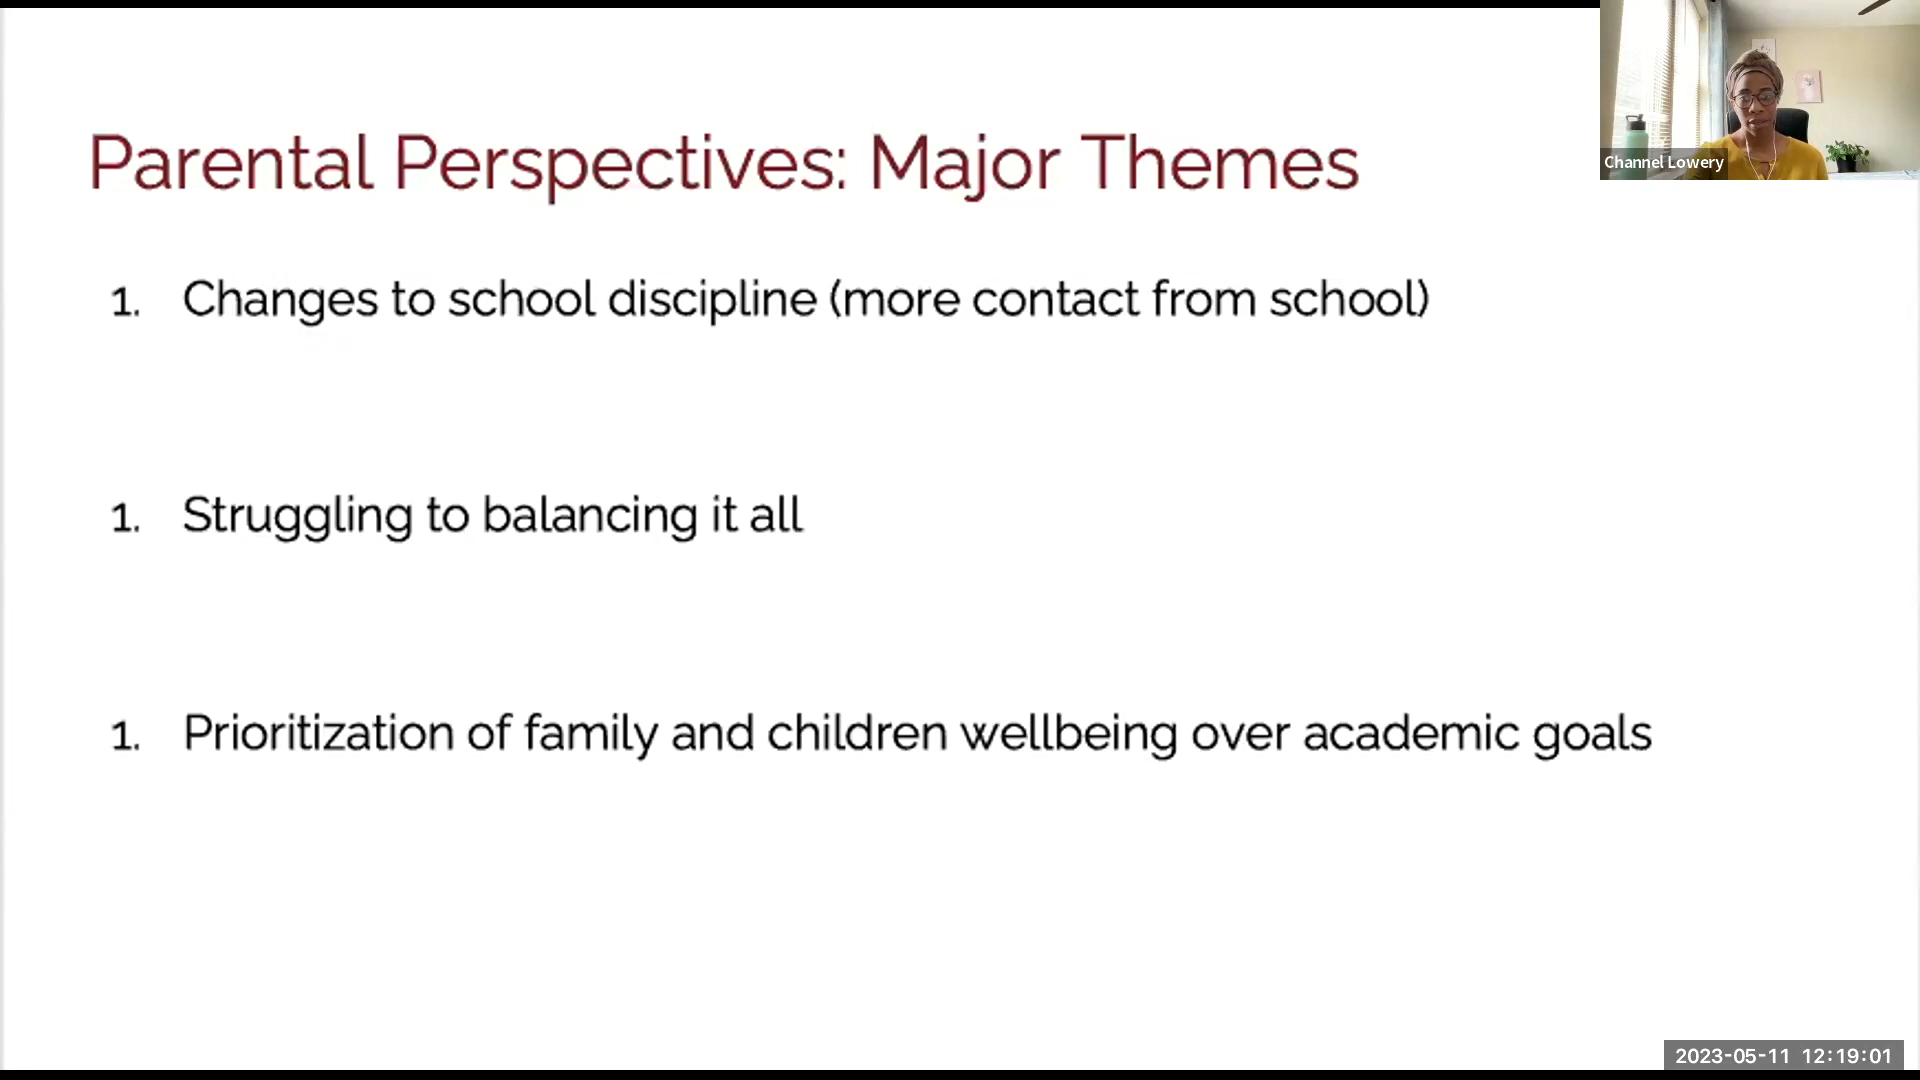 Parental Perspectives: Major Themes
Channel Lowery
1. Changes to school discipline (more contact from school)
1. Struggling to balancing it all
1. Prioritization of family and children wellbeing over academic goals
2023-05-11 12:19:01